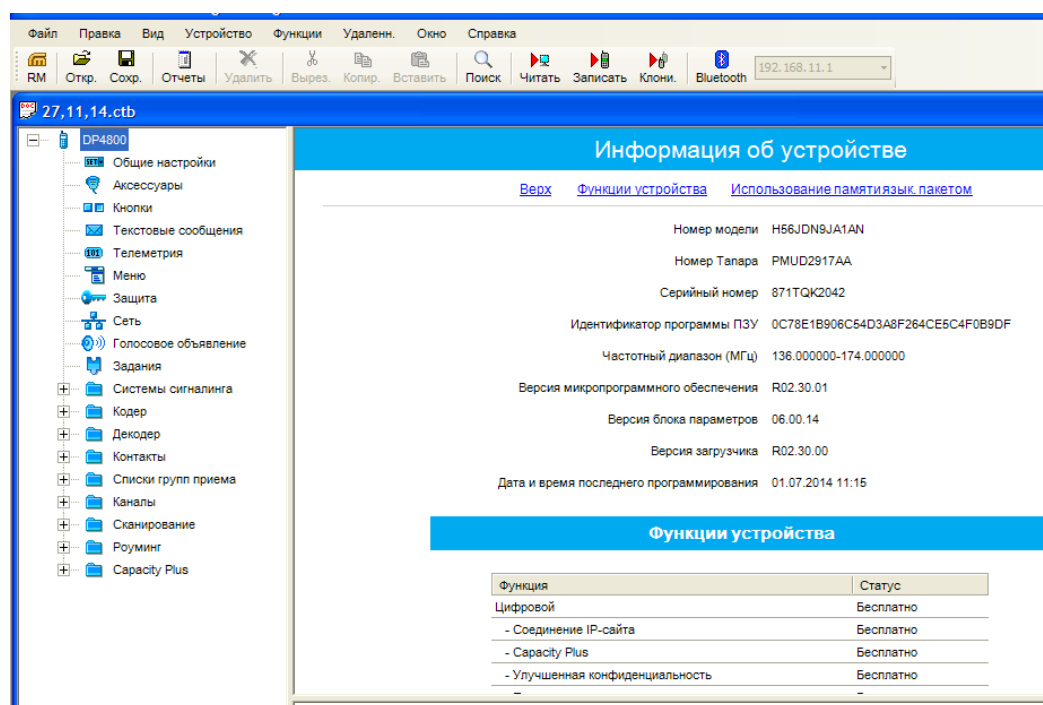 Файл Правка Вид Устройство Функции Удаленн. Окно Справка
RM Откр. Сохр. Отчеты Удалить Вырез. Копир. Вставить Поиск Читать Записать Клони. Bluetooth 192.168.11.1
27,11,14.ctb
DP4800
Общие настройки
Аксессуары
Кнопки
Текстовые сообщения
Телеметрия
Меню
Защита
Сеть
Голосовое объявление
Задания
Системы сигналинга
Кодер
Декодер
Контакты
Списки групп приема
Каналы
Сканирование
Роуминг
Capacity Plus
Информация об устройстве
Верх Функции устройства Использование памяти язык. пакетом
Номер модели H56JDN9JA1AN
Номер Танара PMUD2917AA
Серийный номер 871TQK2042
Идентификатор программы ПЗУ 0C78E1B906C54D3A8F264CE5C4F0B9DF
Частотный диапазон (МГц) 136.000000-174.000000
Версия микропрограммного обеспечения R02.30.01
Версия блока параметров 06.00.14
Версия загрузчика R02.30.00
Дата и время последнего программирования 01.07.2014 11:15
Функции устройства
Функция Статус
Цифровой Бесплатно
- Соединение IP-сайта Бесплатно
- Capacity Plus Бесплатно
- Улучшенная конфиденциальность Бесплатно